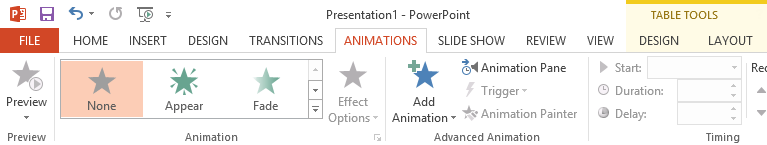 Presentation1 - PowerPoint
TABLE TOOLS
FILE HOME INSERT DESIGN TRANSITIONS ANIMATIONS SLIDE SHOW REVIEW VIEW DESIGN LAYOUT
Preview
None
Appear
Fade
Effect
Options
Add
Animation
Animation Pane
Trigger
Animation Painter
Start:
Duration:
Delay:
Preview
Animation
Advanced Animation
Timing